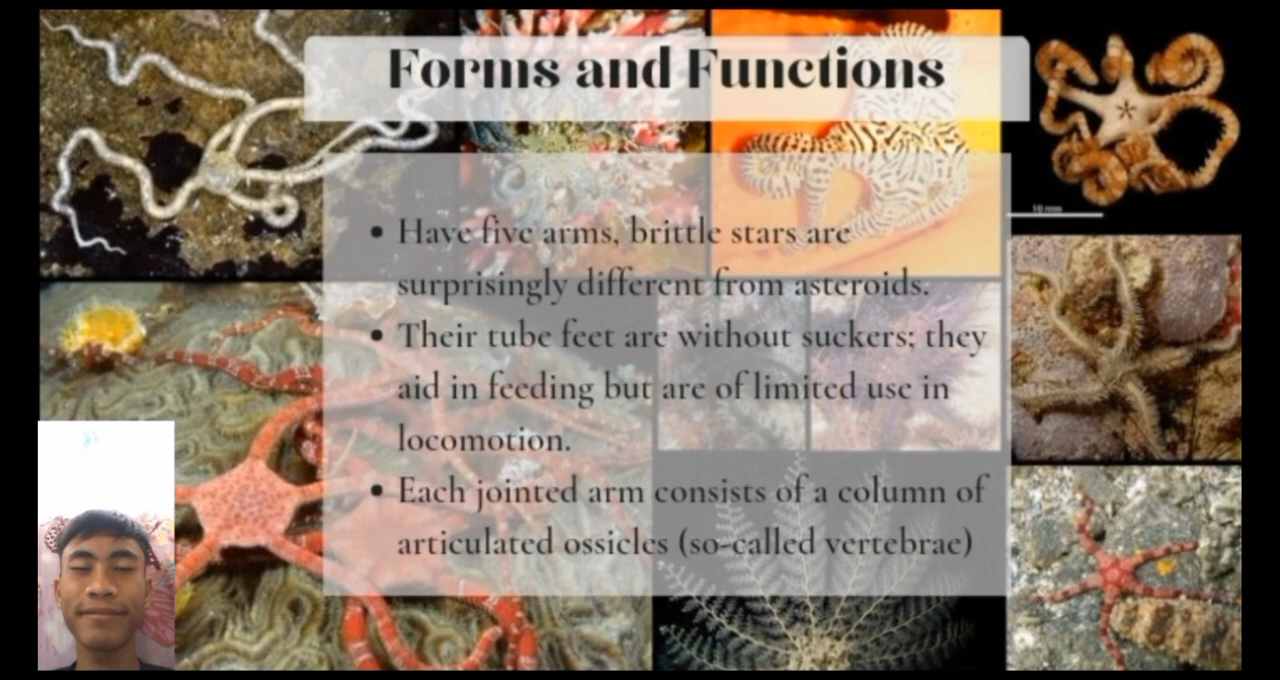 Forms and Functions
10 mm
• Have five arms, brittle stars are
surprisingly different from asteroids.
• Their tube feet are without suckers; they
aid in feeding but are of limited use in
locomotion.
• Each jointed arm consists of a column of
articulated ossicles (so-called vertebrae)